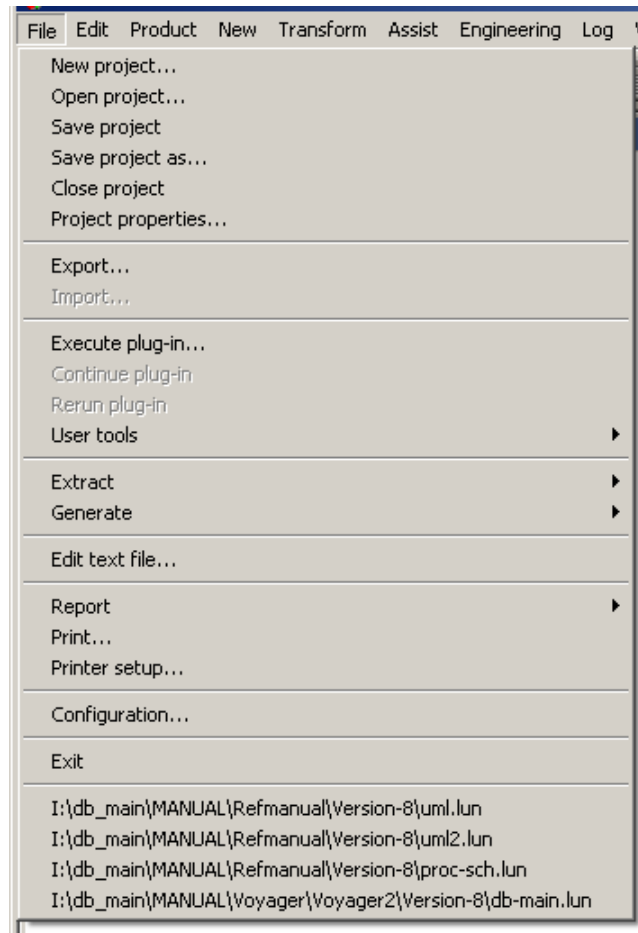 File Edit Product New Transform Assist Engineering Log
New project...
Open project...
Save project
Save project as...
Close project
Project properties...
Export...
Import...
Execute plug-in...
Continue plug-in
Rerun plug-in
User tools
Extract
Generate
Edit text file...
Report
Print...
Printer setup...
Configuration...
Exit
I:\db_main\MANUAL\Refmanual\Version-8\uml.lun
I:\db_main\MANUAL\Refmanual\Version-8\uml2.lun
I:\db_main\MANUAL\Refmanual\Version-8\proc-sch.lun
I:\db_main\MANUAL\Voyager\Voyager2\Version-8\db-main.lun